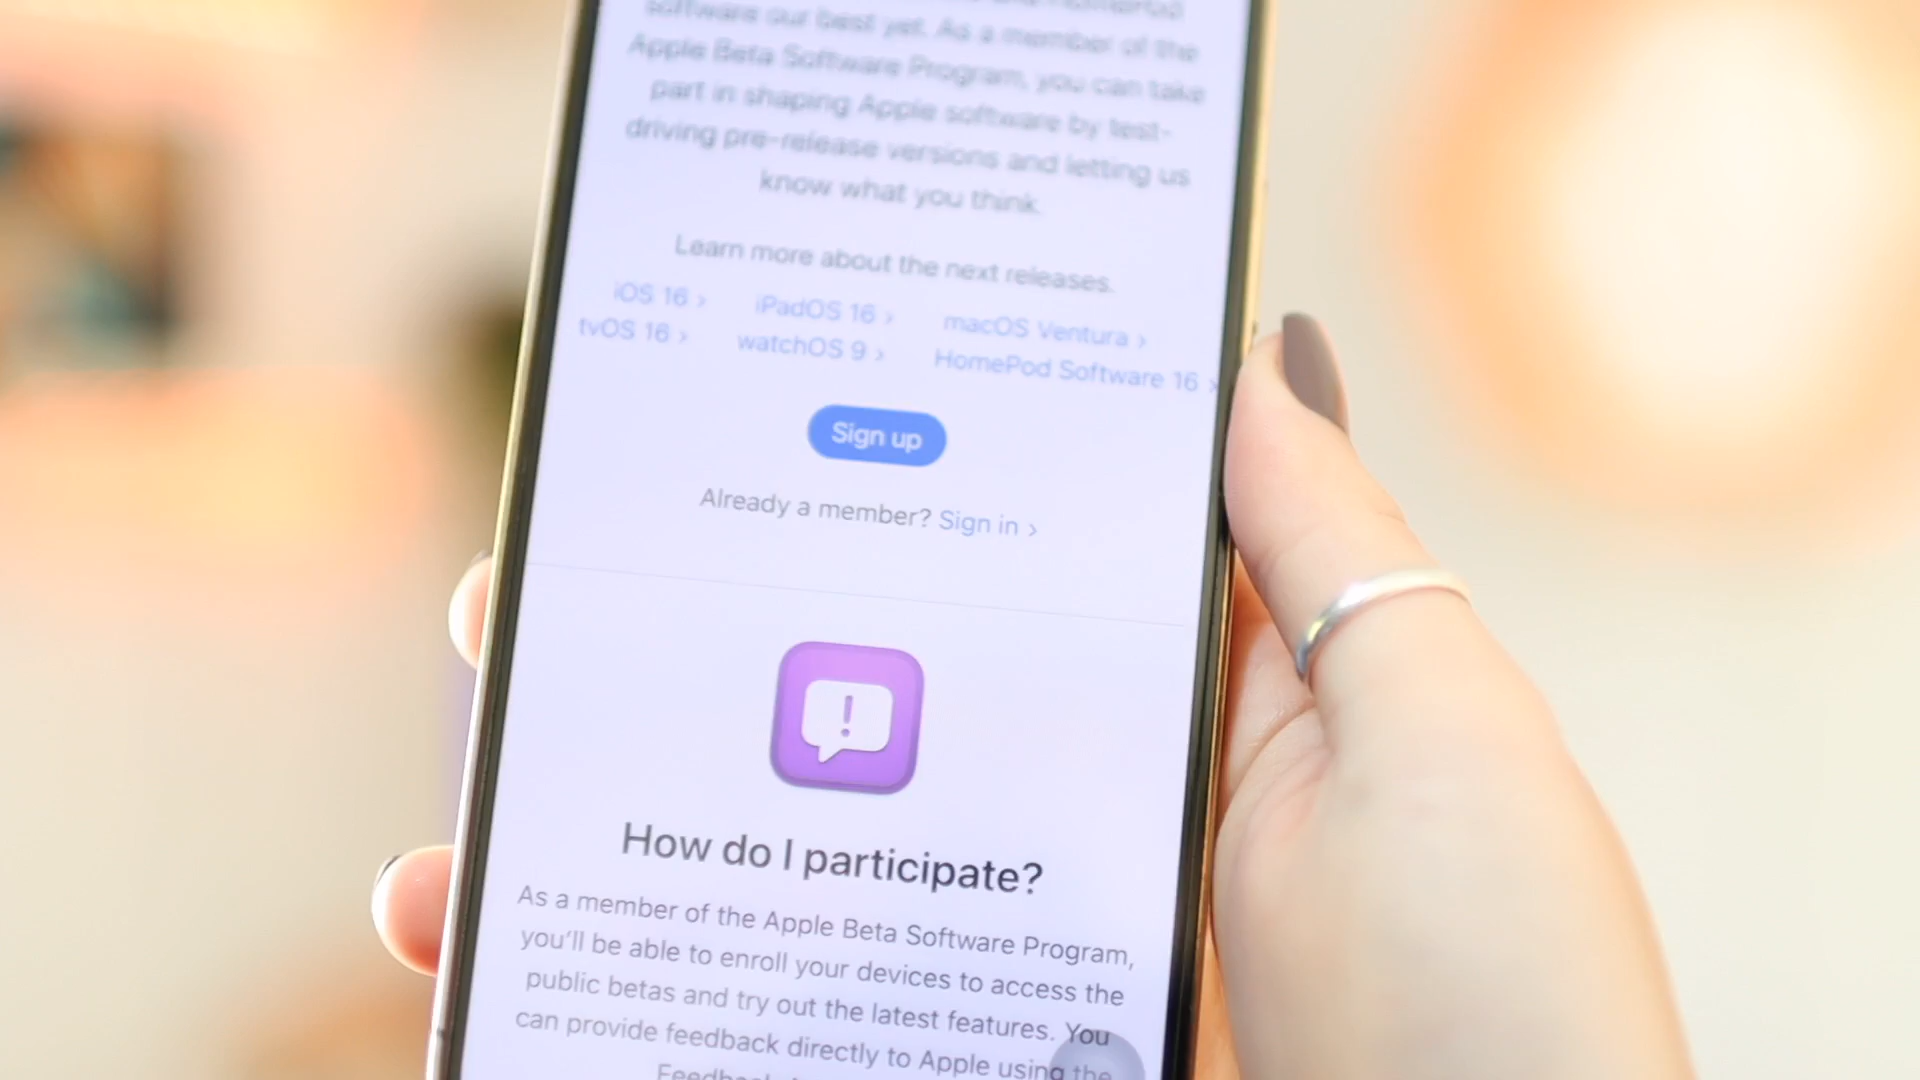 software our best yet. As a member of the
Apple Beta Software Program, you can take
part in shaping Apple software by test-
driving pre-release versions and letting us
know what you think.
Learn more about the next releases.
iOS 16 › iPadOS 16 › macOS Ventura ›
tvOS 16 › watchOS 9 › HomePod Software 16 ›
Sign up
Already a member? Sign in ›
!
How do I participate?
As a member of the Apple Beta Software Program,
you'll be able to enroll your devices to access the
public betas and try out the latest features. You
can provide feedback directly to Apple using the